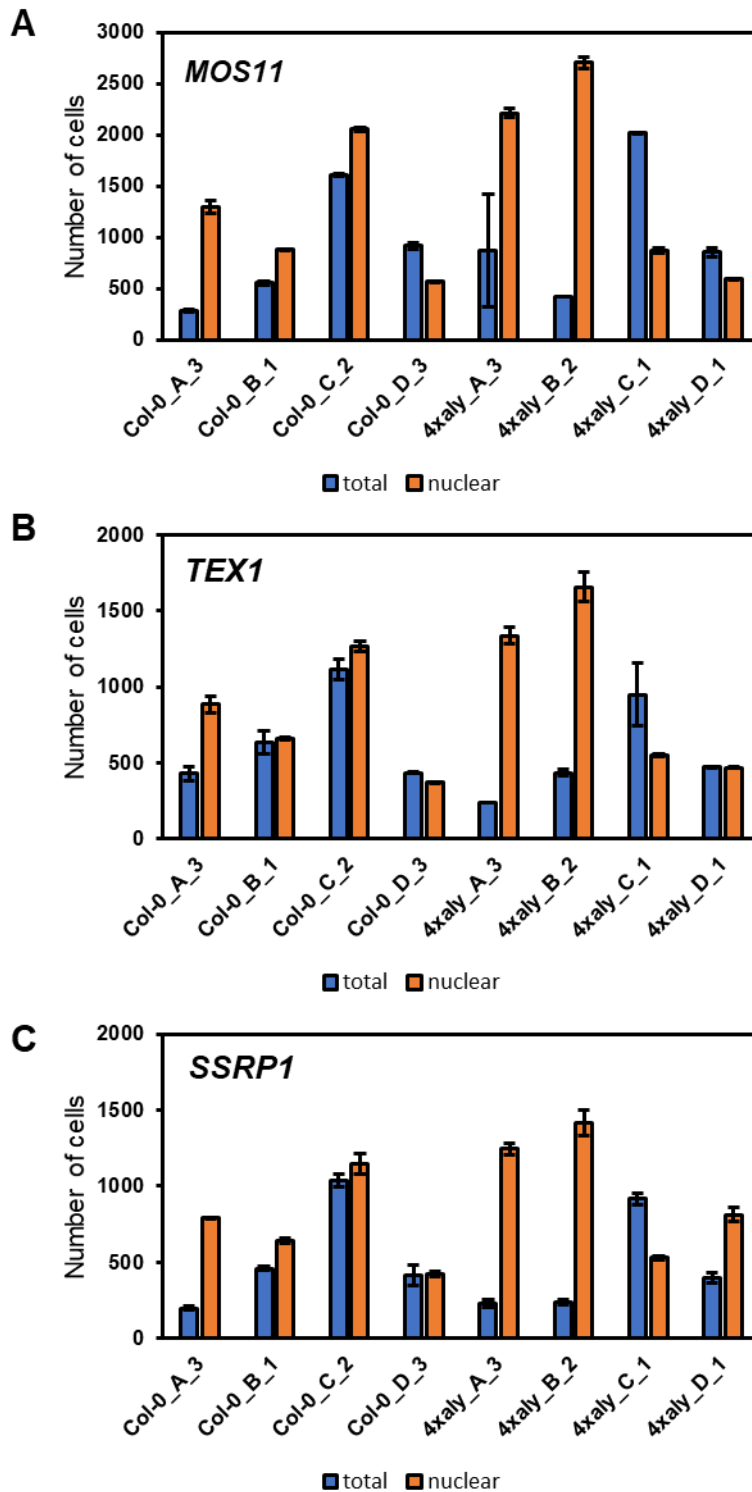 A
MOS11
Number of cells
3000
2500
2000
1500
1000
500
0
Col-0_A_3
Col-0_B_1
Col-0_C_2
Col-0_D_3
4xaly_A_3
4xaly_B_2
4xaly_C_1
4xaly_D_1
total nuclear
B
TEX1
Number of cells
2000
1500
1000
500
0
Col-0_A_3
Col-0_B_1
Col-0_C_2
Col-0_D_3
4xaly_A_3
4xaly_B_2
4xaly_C_1
4xaly_D_1
total nuclear
C
SSRP1
Number of cells
2000
1500
1000
500
0
Col-0_A_3
Col-0_B_1
Col-0_C_2
Col-0_D_3
4xaly_A_3
4xaly_B_2
4xaly_C_1
4xaly_D_1
total nuclear